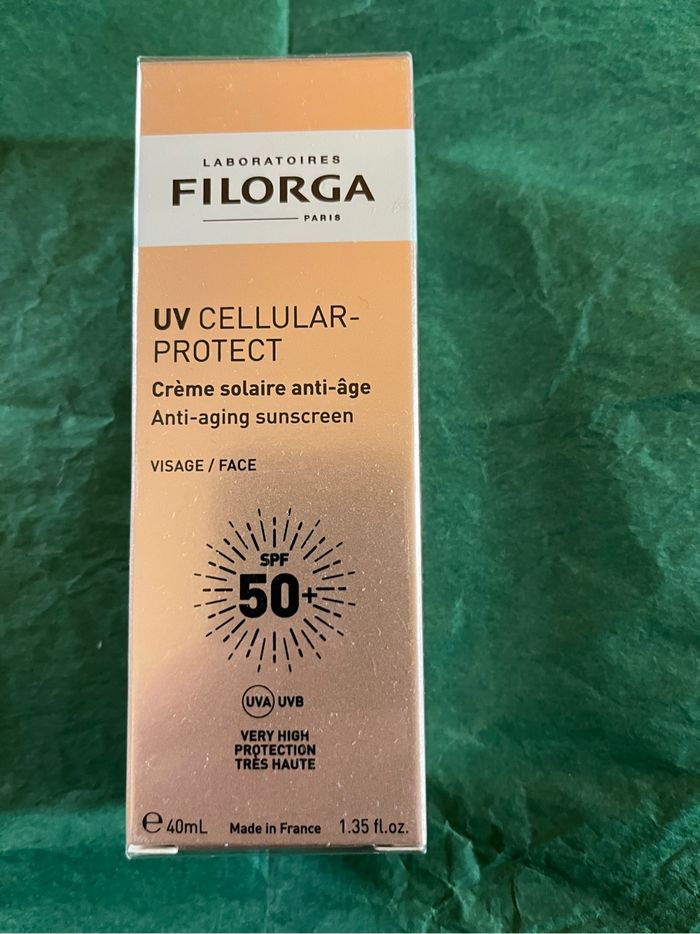 LABORATOIRES
FILORGA
PARIS
UV CELLULAR-
PROTECT
Crème solaire anti-âge
Anti-aging sunscreen
VISAGE / FACE
SPF
50+
UVA UVB
VERY HIGH
PROTECTION
TRÈS HAUTE
℮ 40mL Made in France 1.35 fl.oz.